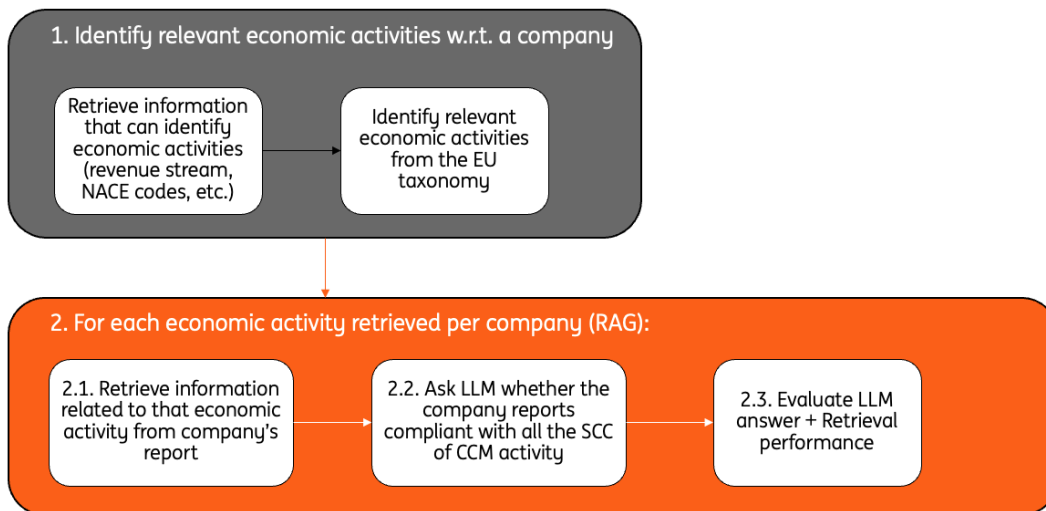 1. Identify relevant economic activities w.r.t. a company
Retrieve information
that can identify
economic activities
(revenue stream,
NACE codes, etc.)
Identify relevant
economic activities
from the EU
taxonomy
2. For each economic activity retrieved per company (RAG):
2.1. Retrieve information
related to that economic
activity from company's
report
2.2. Ask LLM whether the
company reports
compliant with all the SCC
of CCM activity
2.3. Evaluate LLM
answer + Retrieval
performance